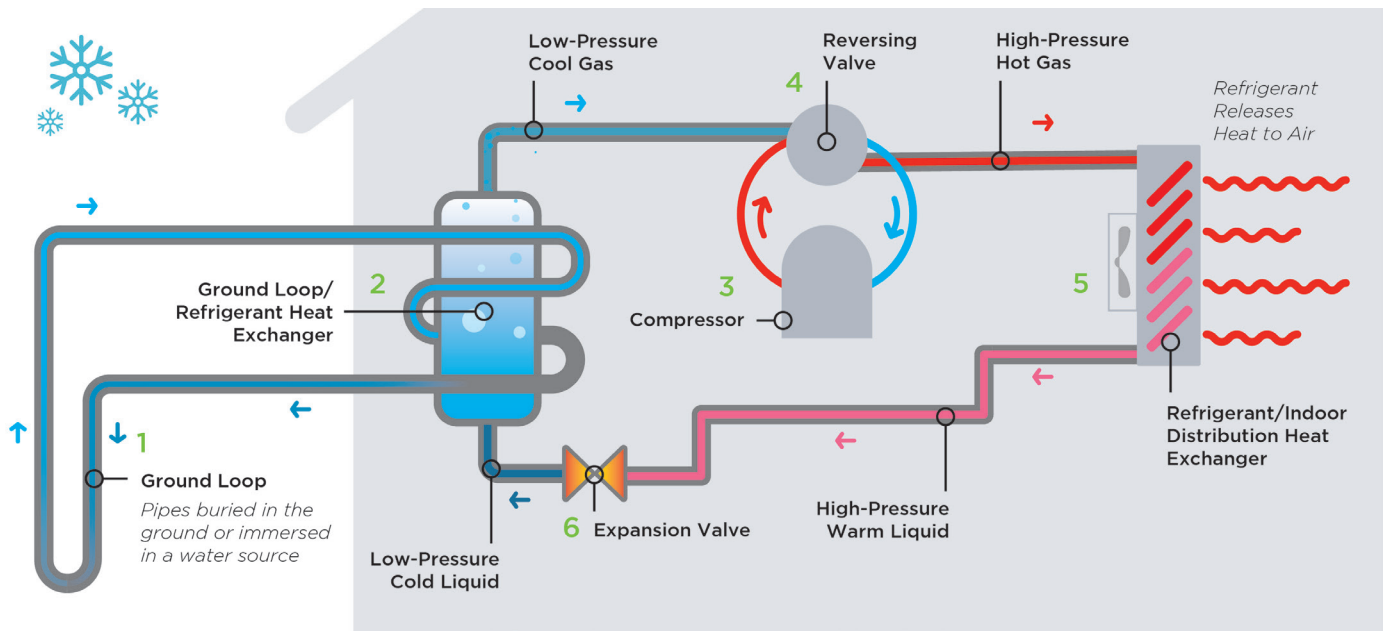 Low-Pressure
Cool Gas
Reversing
Valve
High-Pressure
Hot Gas
4
Refrigerant
Releases
Heat to Air
2
Ground Loop/
Refrigerant Heat
Exchanger
3
Compressor
5
1
Ground Loop
Pipes buried in the
ground or immersed
in a water source
Refrigerant/Indoor
Distribution Heat
Exchanger
6
Expansion Valve
High-Pressure
Warm Liquid
Low-Pressure
Cold Liquid